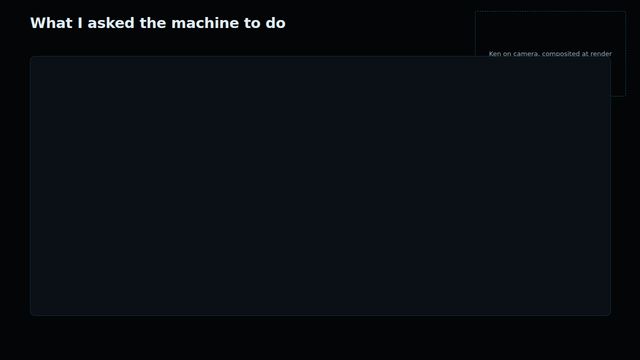 What I asked the machine to do
Ken on camera, composited at render